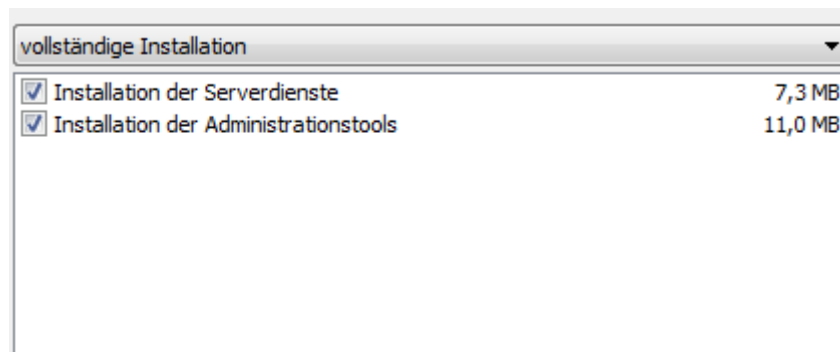 vollständige Installation
Installation der Serverdienste 7,3 MB
Installation der Administrationstools 11,0 MB